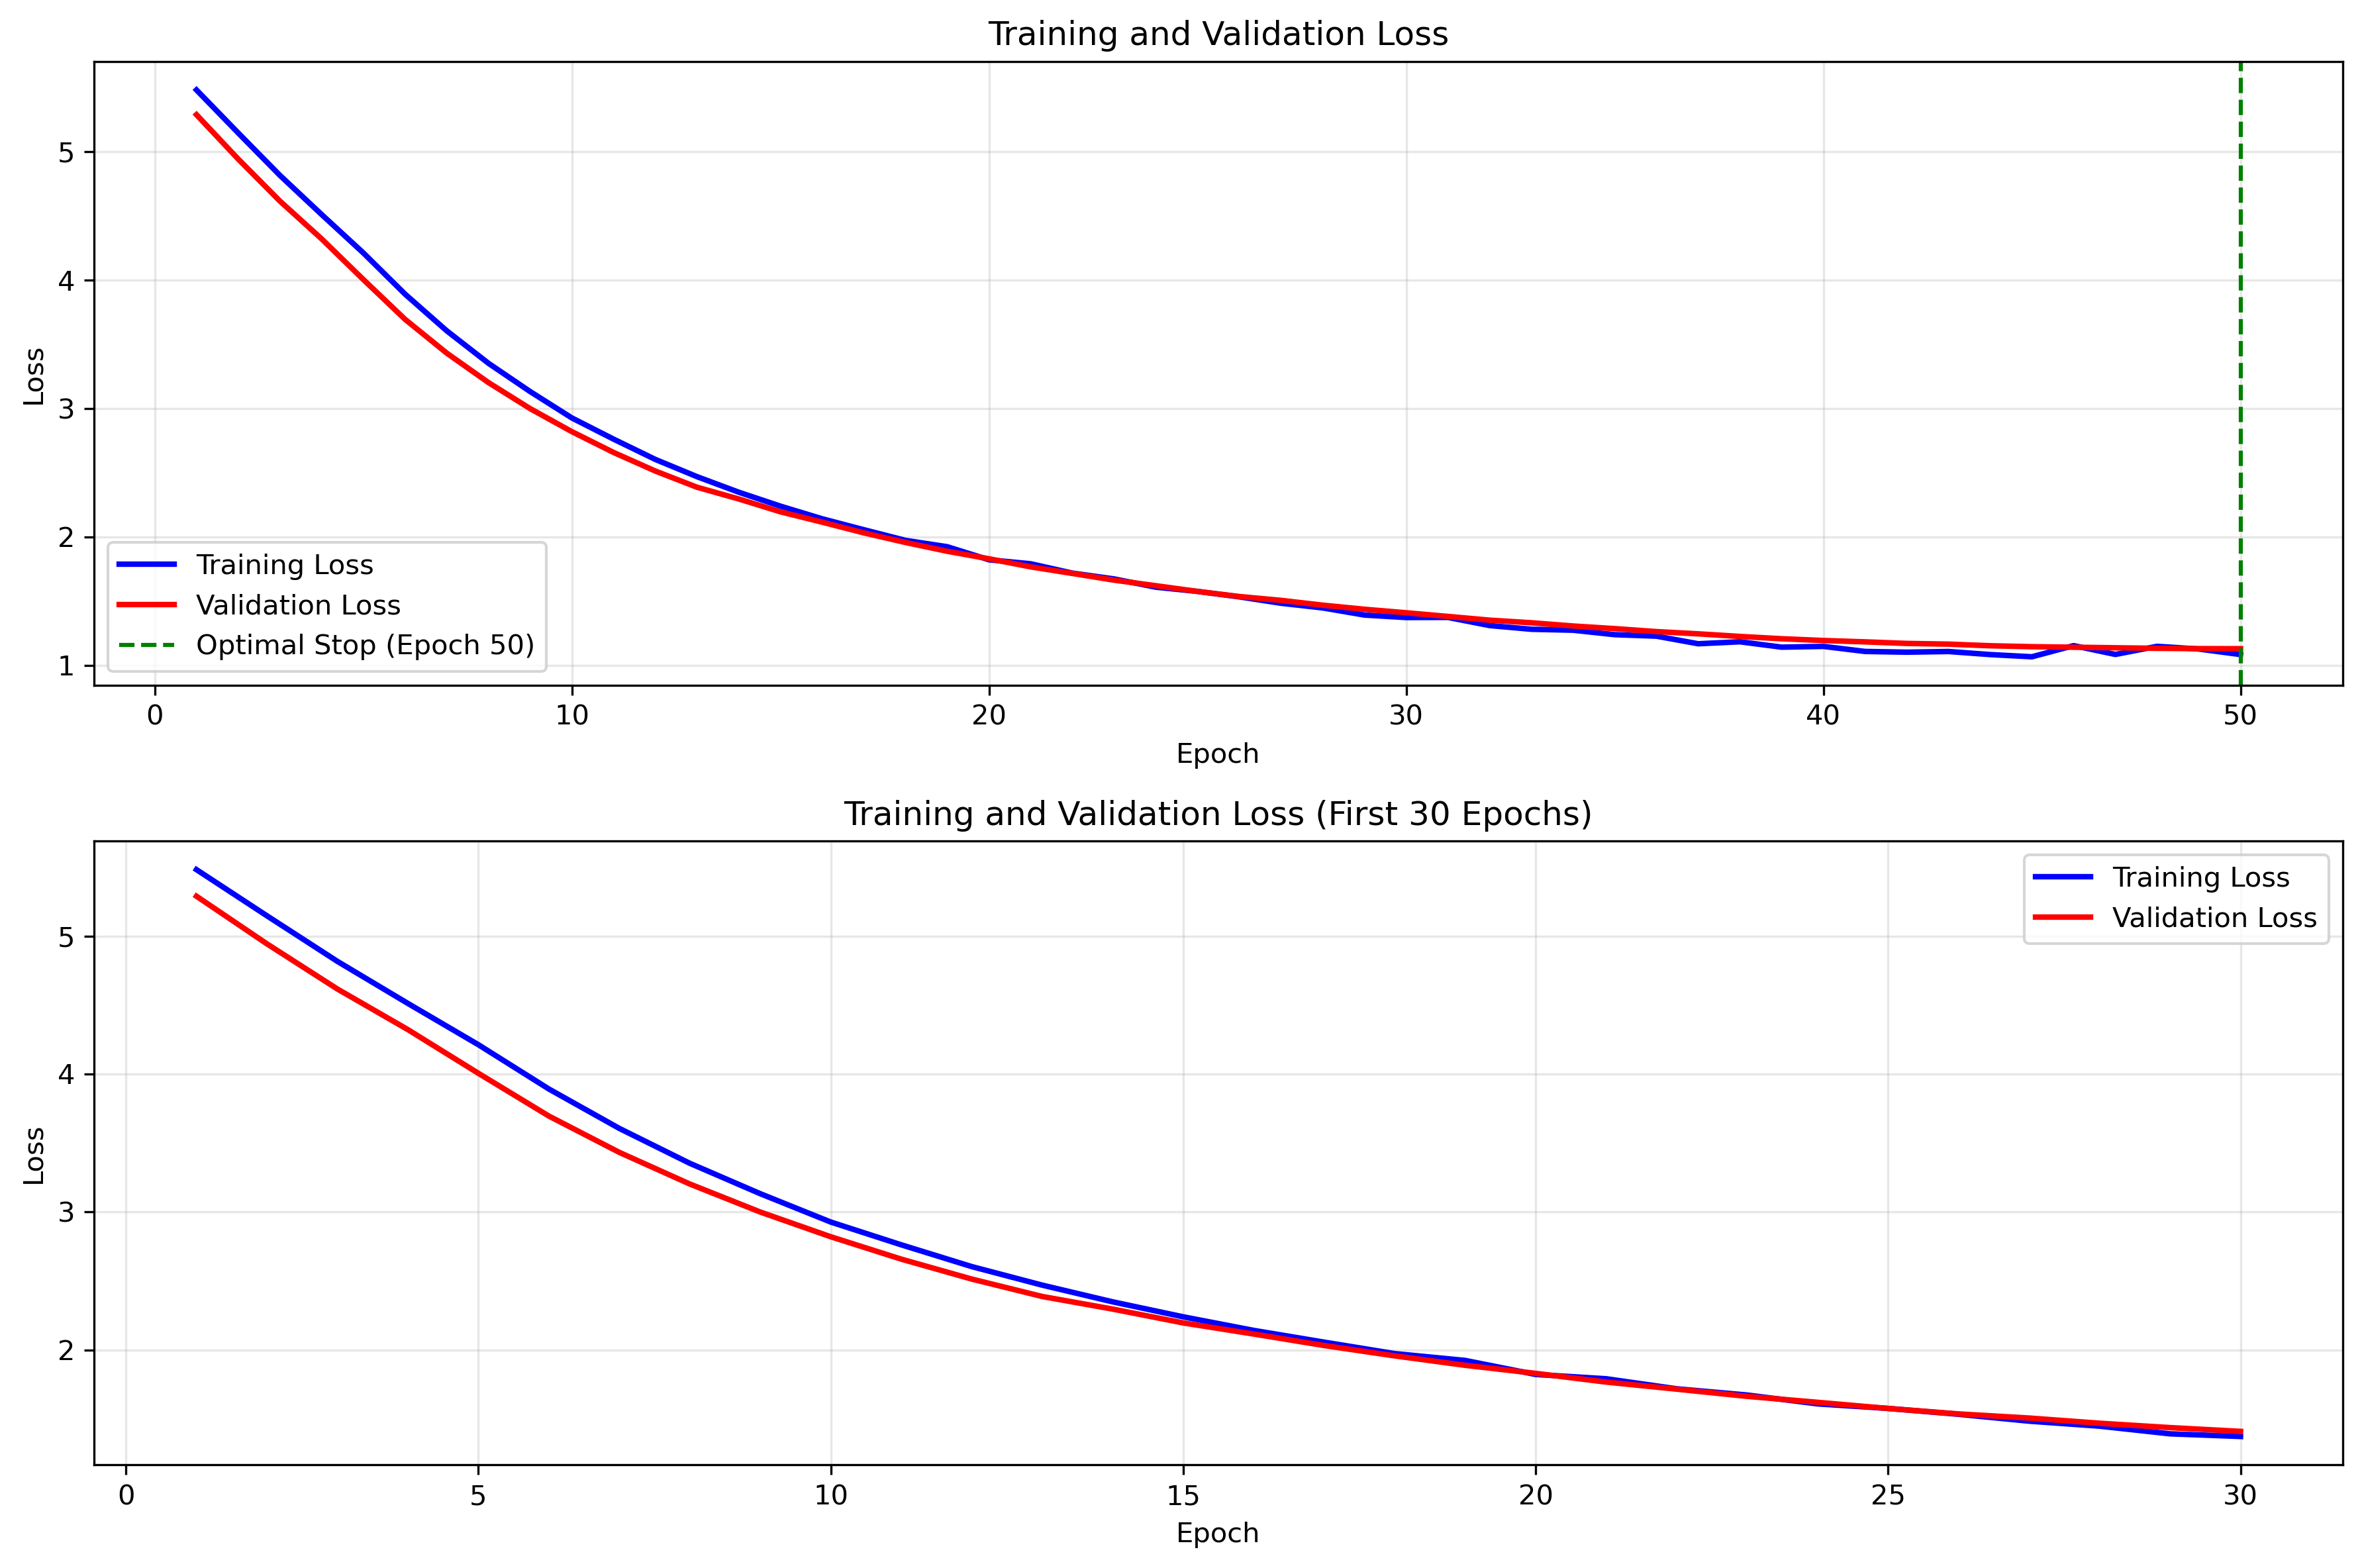 Training and Validation Loss
Loss
5
4
3
2
1
Training Loss
Validation Loss
Optimal Stop (Epoch 50)
0 10 20 30 40 50
Epoch
Training and Validation Loss (First 30 Epochs)
Loss
5
4
3
2
Training Loss
Validation Loss
0 5 10 15 20 25 30
Epoch